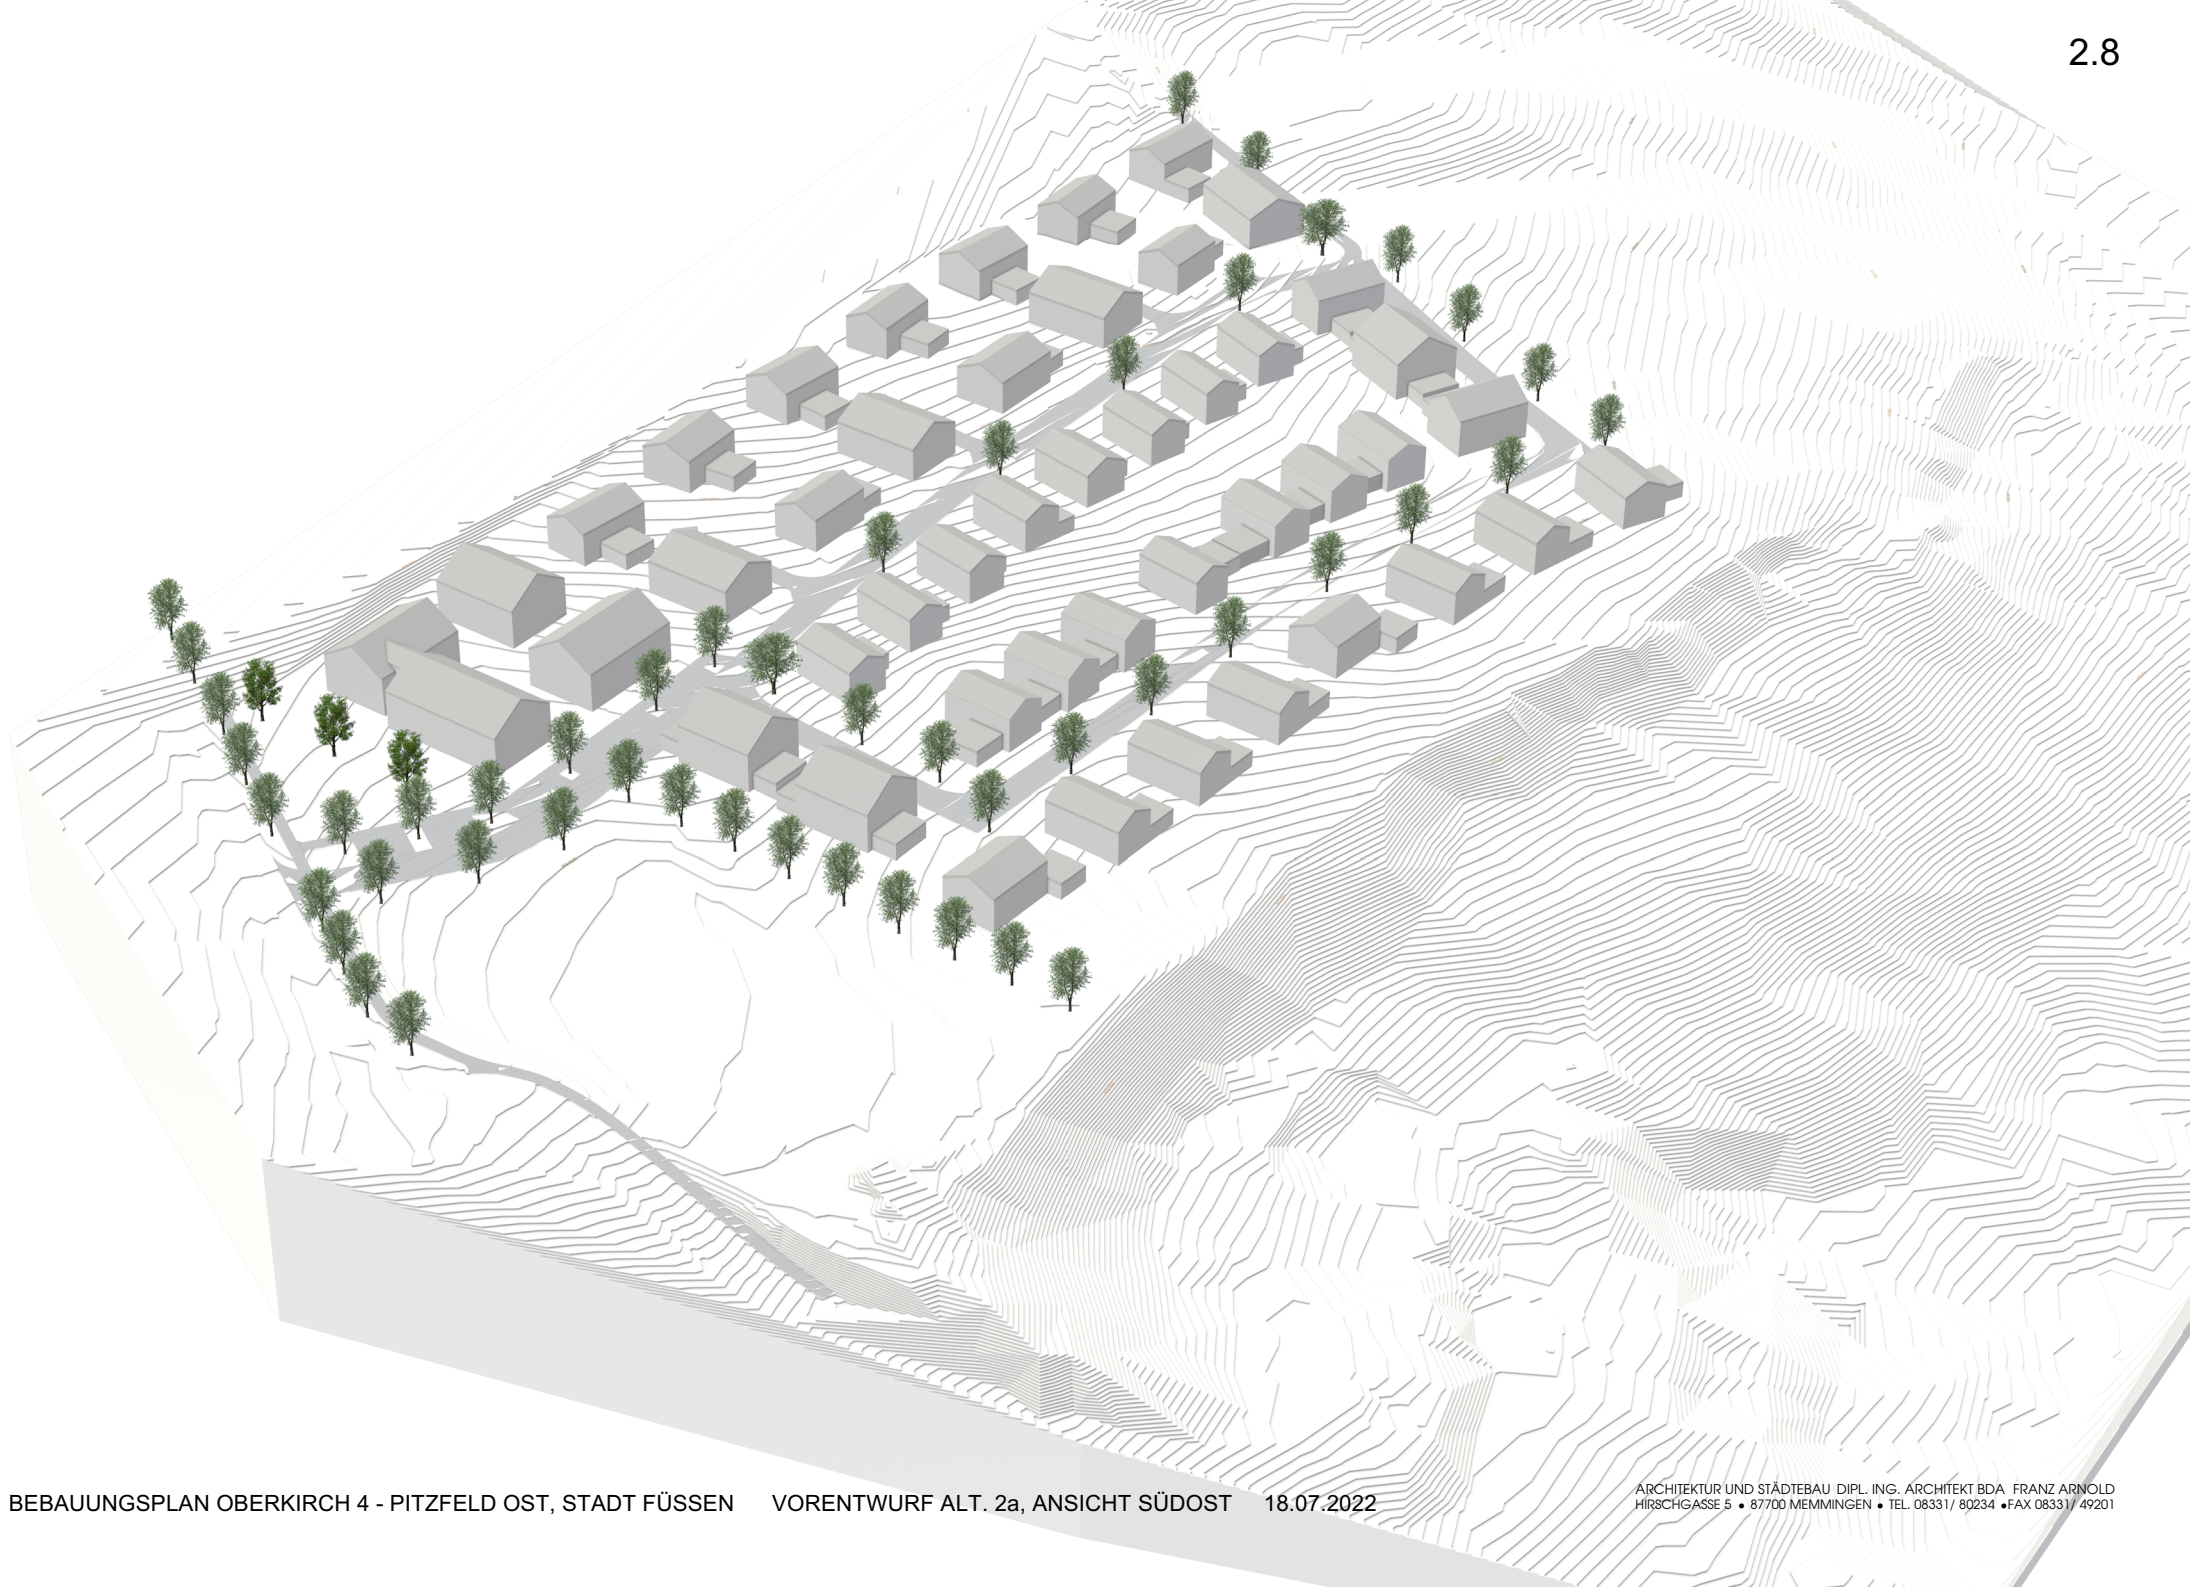 2.8
BEBAUUNGSPLAN OBERKIRCH 4 - PITZFELD OST, STADT FÜSSEN VORENTWURF ALT. 2a, ANSICHT SÜDOST 18.07.2022
ARCHITEKTUR UND STÄDTEBAU DIPL. ING. ARCHITEKT BDA FRANZ ARNOLD
HIRSCHGASSE 5 • 87700 MEMMINGEN • TEL. 08331/ 80234 •FAX 08331/ 49201